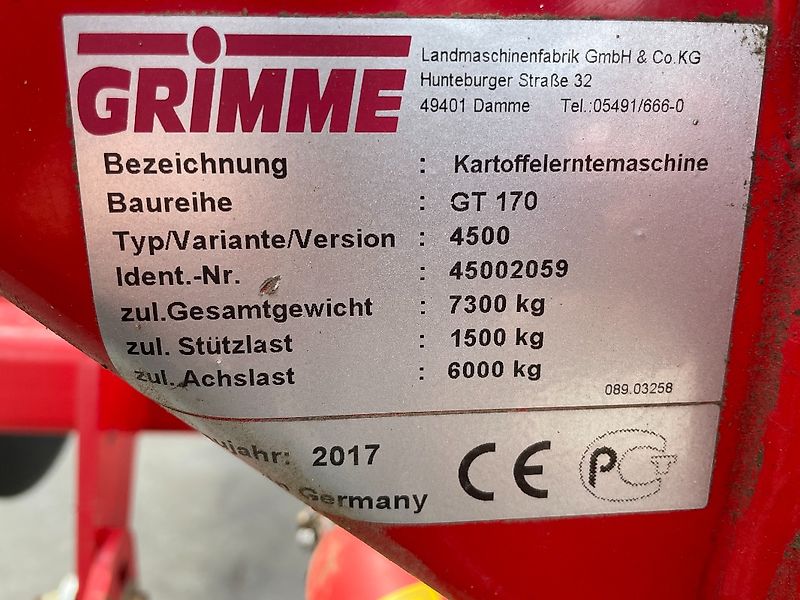 GRIMME
Landmaschinenfabrik GmbH & Co.KG
Hunteburger Straße 32
49401 Damme Tel.:05491/666-0
Bezeichnung : Kartoffelerntemaschine
Baureihe : GT 170
Typ/Variante/Version : 4500
Ident.-Nr. : 45002059
zul.Gesamtgewicht : 7300 kg
zul. Stützlast : 1500 kg
zul. Achslast : 6000 kg
089.03258
ujahr: 2017
Germany
CE